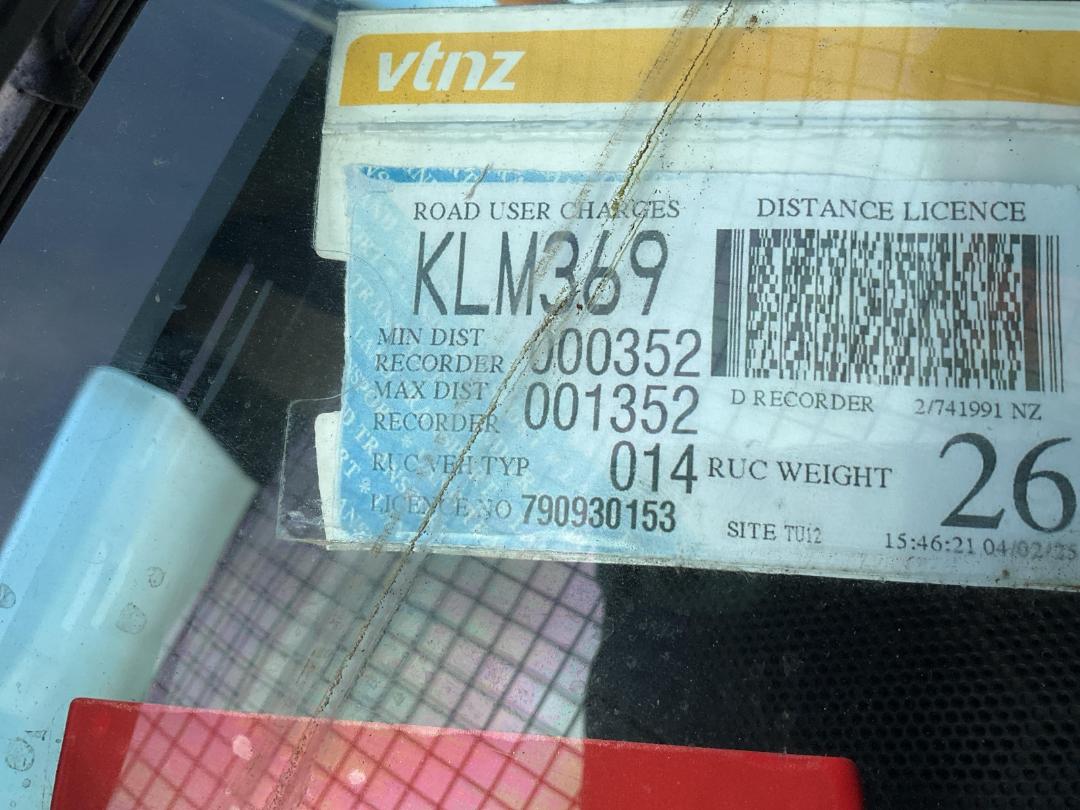 vtnz
ROAD USER CHARGES
DISTANCE LICENCE
KLM369
MIN DIST RECORDER 000352
MAX DIST RECORDER 001352
D RECORDER 2/741991 NZ
RUC VEH TYP 014
RUC WEIGHT 26
LICENCE NO 790930153
SITE TU12
15:46:21 04/02/25